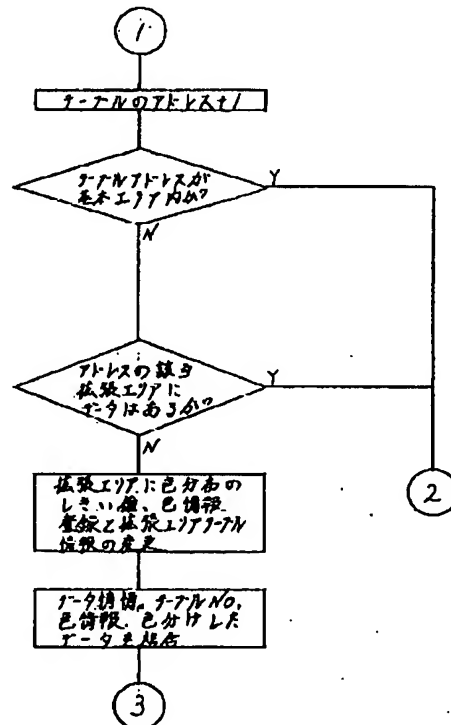 1
テーブルのアドレス+1
テーブルアドレスが
基本エリア内か?
Y
N
アドレスの該当
拡張エリアに
データはあるか?
Y
N
拡張エリアに色分布の
しきい値、色情報
登録と拡張エリアテーブル
情報の変更
2
データ情報、テーブルNO,
色情報、色分けした
データを
3